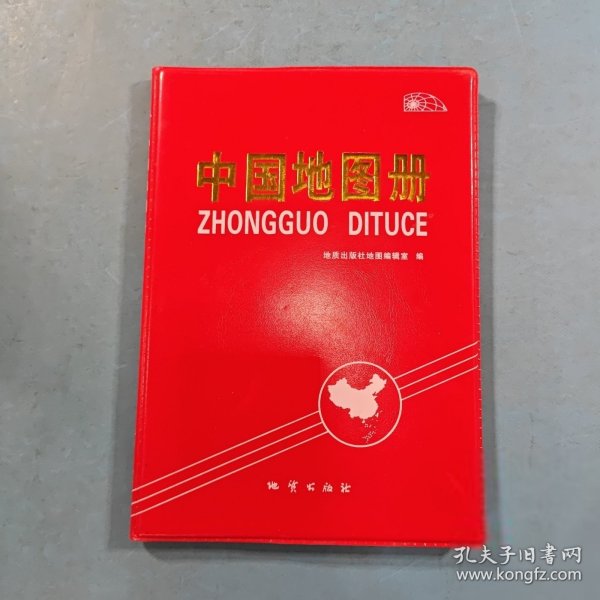 中国地图册
ZHONGGUO DITUCE
地质出版社地图编辑室 编
地质出版社
孔夫子旧书网
www.kongfz.com